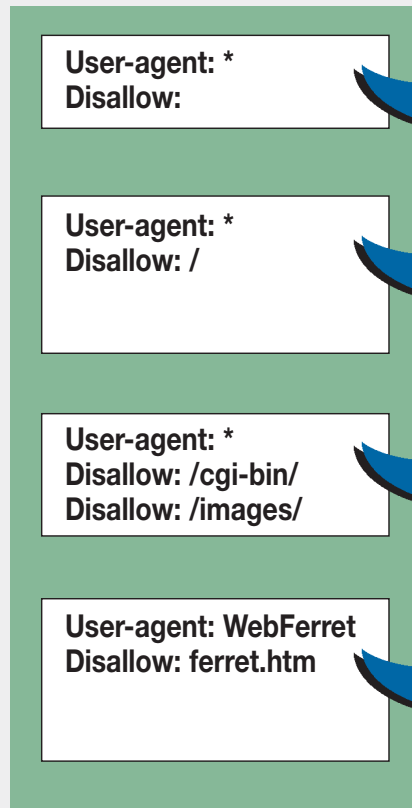 User-agent: *
Disallow:
User-agent: *
Disallow: /
User-agent: *
Disallow: /cgi-bin/
Disallow: /images/
User-agent: WebFerret
Disallow: ferret.htm